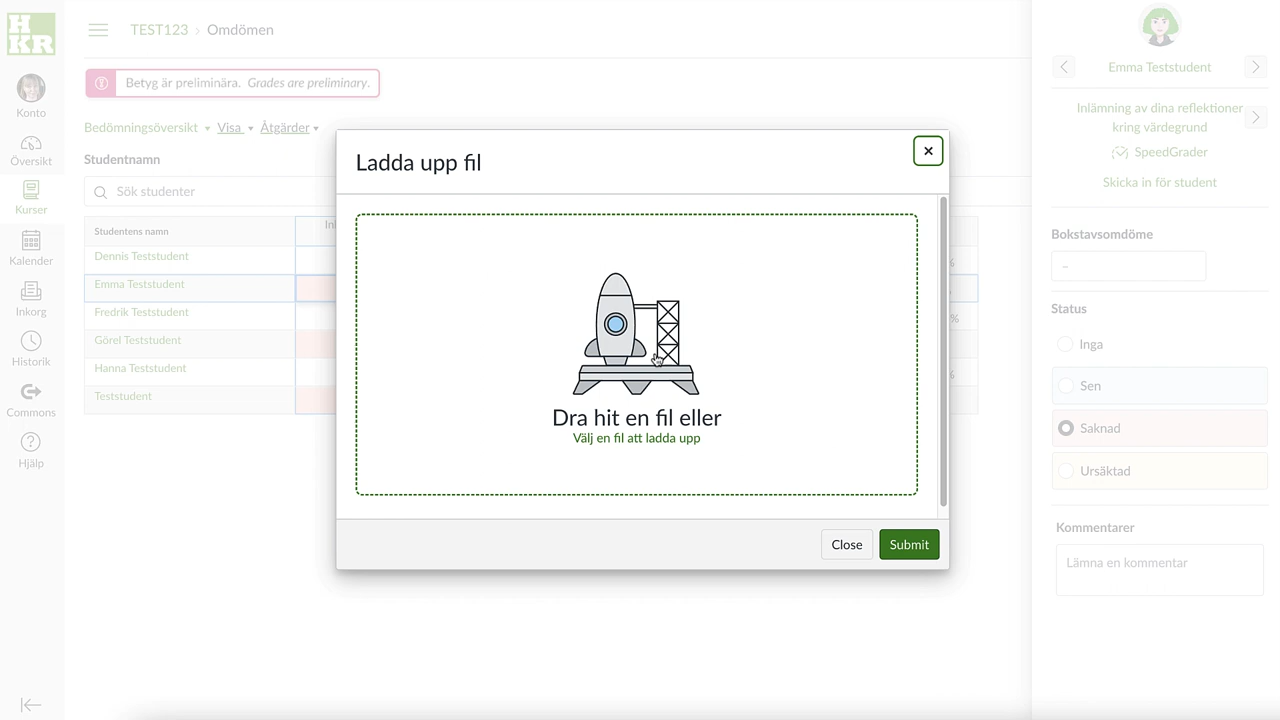 HKR
TEST123 › Omdömen
Betyg är preliminära. Grades are preliminary.
Bedömningsöversikt Visa Åtgärder
Studentnamn
Sök studenter
Studentens namn
Dennis Teststudent
Emma Teststudent
Fredrik Teststudent
Görel Teststudent
Hanna Teststudent
Teststudent
%
%
%
Konto
Översikt
Kurser
Kalender
Inkorg
Historik
Commons
Hjälp
Ladda upp fil
Dra hit en fil eller
Välj en fil att ladda upp
Close Submit
Emma Teststudent
Inlämning av dina reflektioner
kring värdegrund
SpeedGrader
Skicka in för student
Bokstavsomdöme
–
Status
Inga
Sen
Saknad
Ursäktad
Kommentarer
Lämna en kommentar